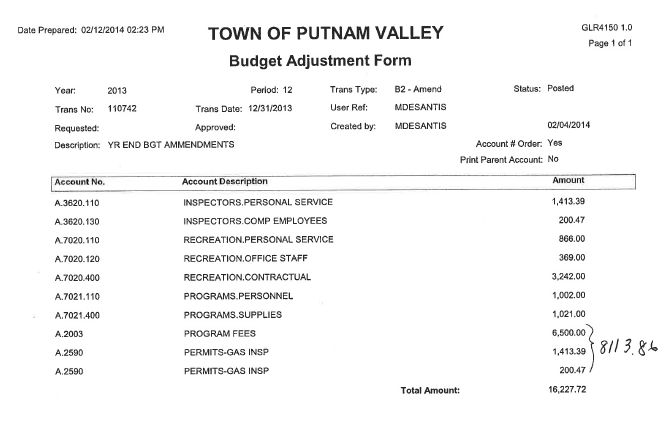 Date Prepared: 02/12/2014 02:23 PM TOWN OF PUTNAM VALLEY GLR4150 1.0
Page 1 of 1
Budget Adjustment Form
Year: 2013 Period: 12 Trans Type: B2 - Amend Status: Posted
Trans No: 110742 Trans Date: 12/31/2013 User Ref: MDESANTIS
Requested: Approved: Created by: MDESANTIS 02/04/2014
Description: YR END BGT AMMENDMENTS Account # Order: Yes
Print Parent Account: No
Account No. Account Description Amount
A.3620.110 INSPECTORS.PERSONAL SERVICE 1,413.39
A.3620.130 INSPECTORS.COMP EMPLOYEES 200.47
A.7020.110 RECREATION.PERSONAL SERVICE 866.00
A.7020.120 RECREATION.OFFICE STAFF 369.00
A.7020.400 RECREATION.CONTRACTUAL 3,242.00
A.7021.110 PROGRAMS.PERSONNEL 1,002.00
A.7021.400 PROGRAMS.SUPPLIES 1,021.00
A.2003 PROGRAM FEES 6,500.00
A.2590 PERMITS-GAS INSP 1,413.39 8113.86
A.2590 PERMITS-GAS INSP 200.47
Total Amount: 16,227.72